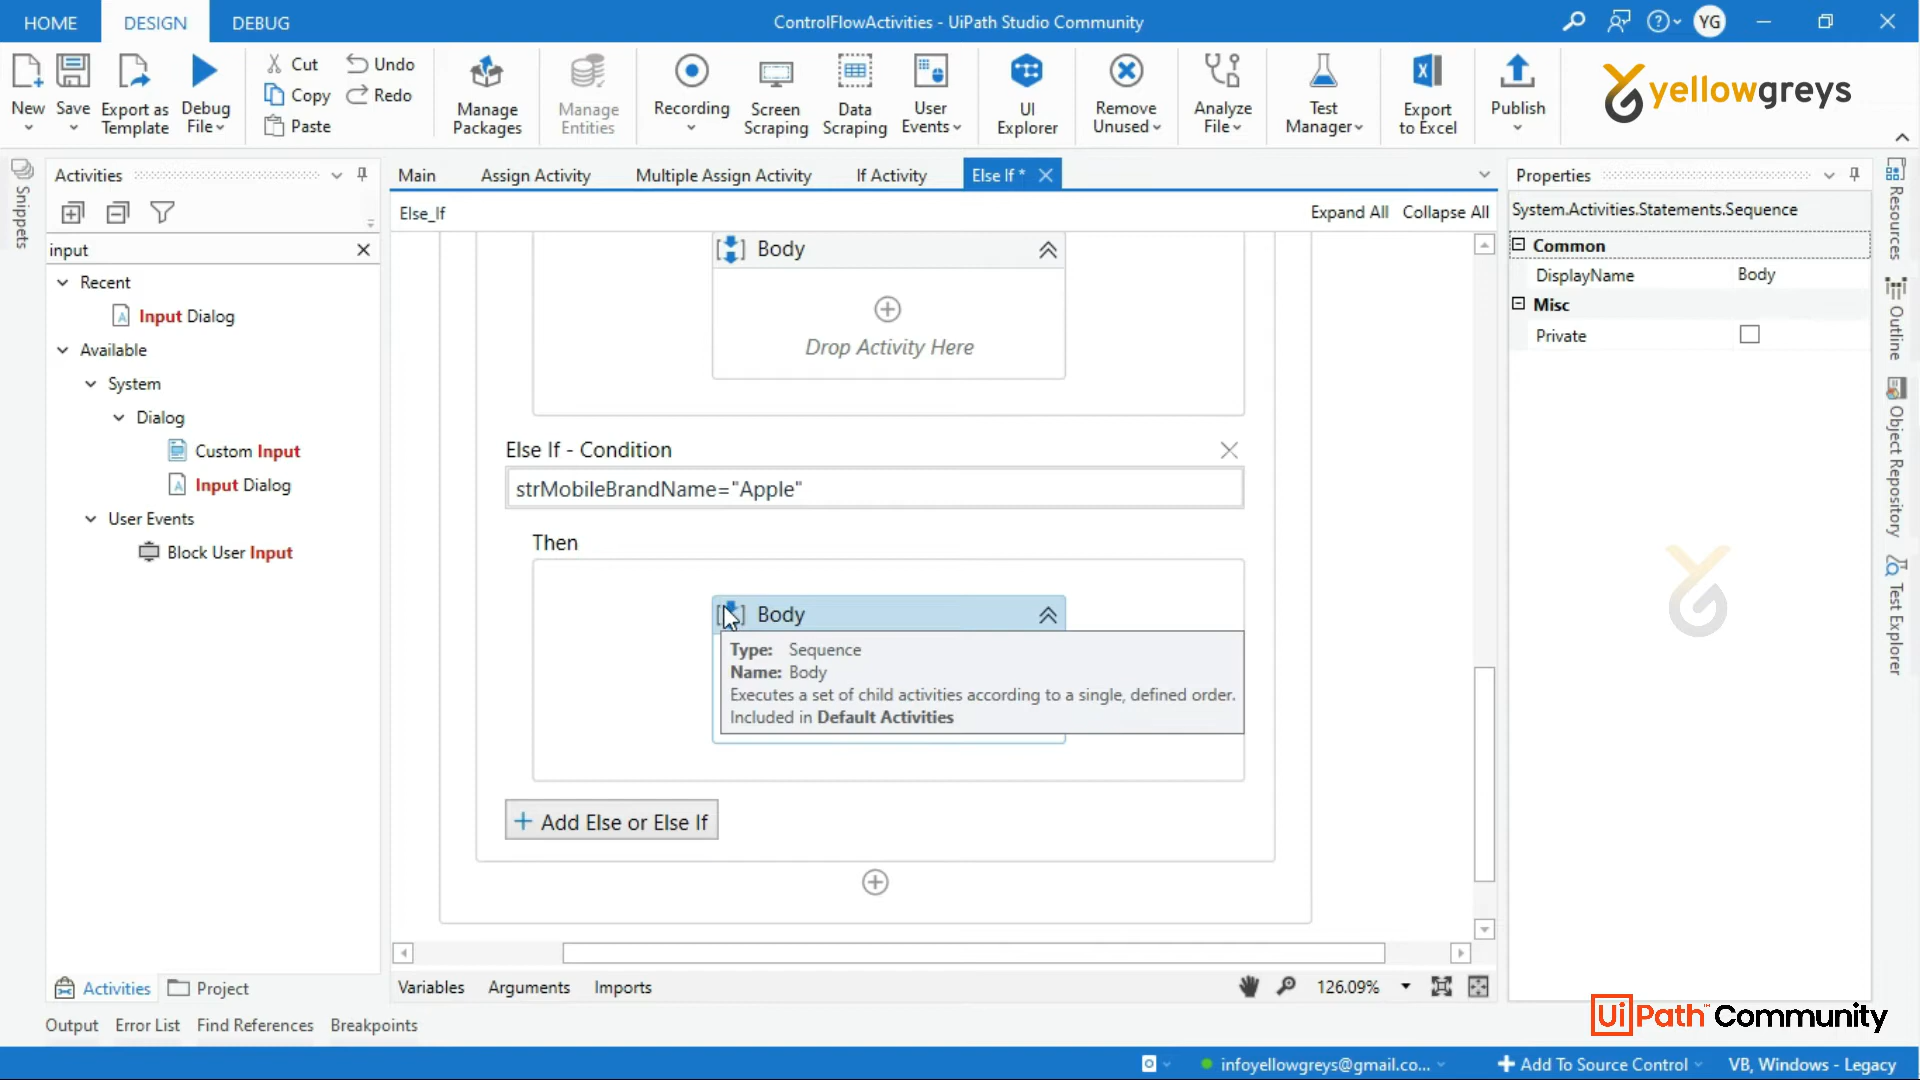 HOME
DESIGN
DEBUG
ControlFlowActivities - UiPath Studio Community
YG
New
Save
Export as
Template
Debug
File
Cut
Copy
Paste
Undo
Redo
Manage
Packages
Manage
Entities
Recording
Screen
Scraping
Data
Scraping
User
Events
UI
Explorer
Remove
Unused
Analyze
File
Test
Manager
Export
to Excel
Publish
yellowgreys
Snippets
Activities
input
Recent
Input Dialog
Available
System
Dialog
Custom Input
Input Dialog
User Events
Block User Input
Main
Assign Activity
Multiple Assign Activity
If Activity
Else If *
Else_If
Expand All
Collapse All
Body
Drop Activity Here
Else If - Condition
strMobileBrandName="Apple"
Then
Body
Type: Sequence
Name: Body
Executes a set of child activities according to a single, defined order.
Included in Default Activities
Add Else or Else If
Properties
System.Activities.Statements.Sequence
Common
DisplayName Body
Misc
Private
Resources
Outline
Object Repository
Test Explorer
Activities
Project
Variables
Arguments
Imports
126.09%
Output
Error List
Find References
Breakpoints
UiPath™ Community
infoyellowgreys@gmail.co...
Add To Source Control
VB, Windows - Legacy